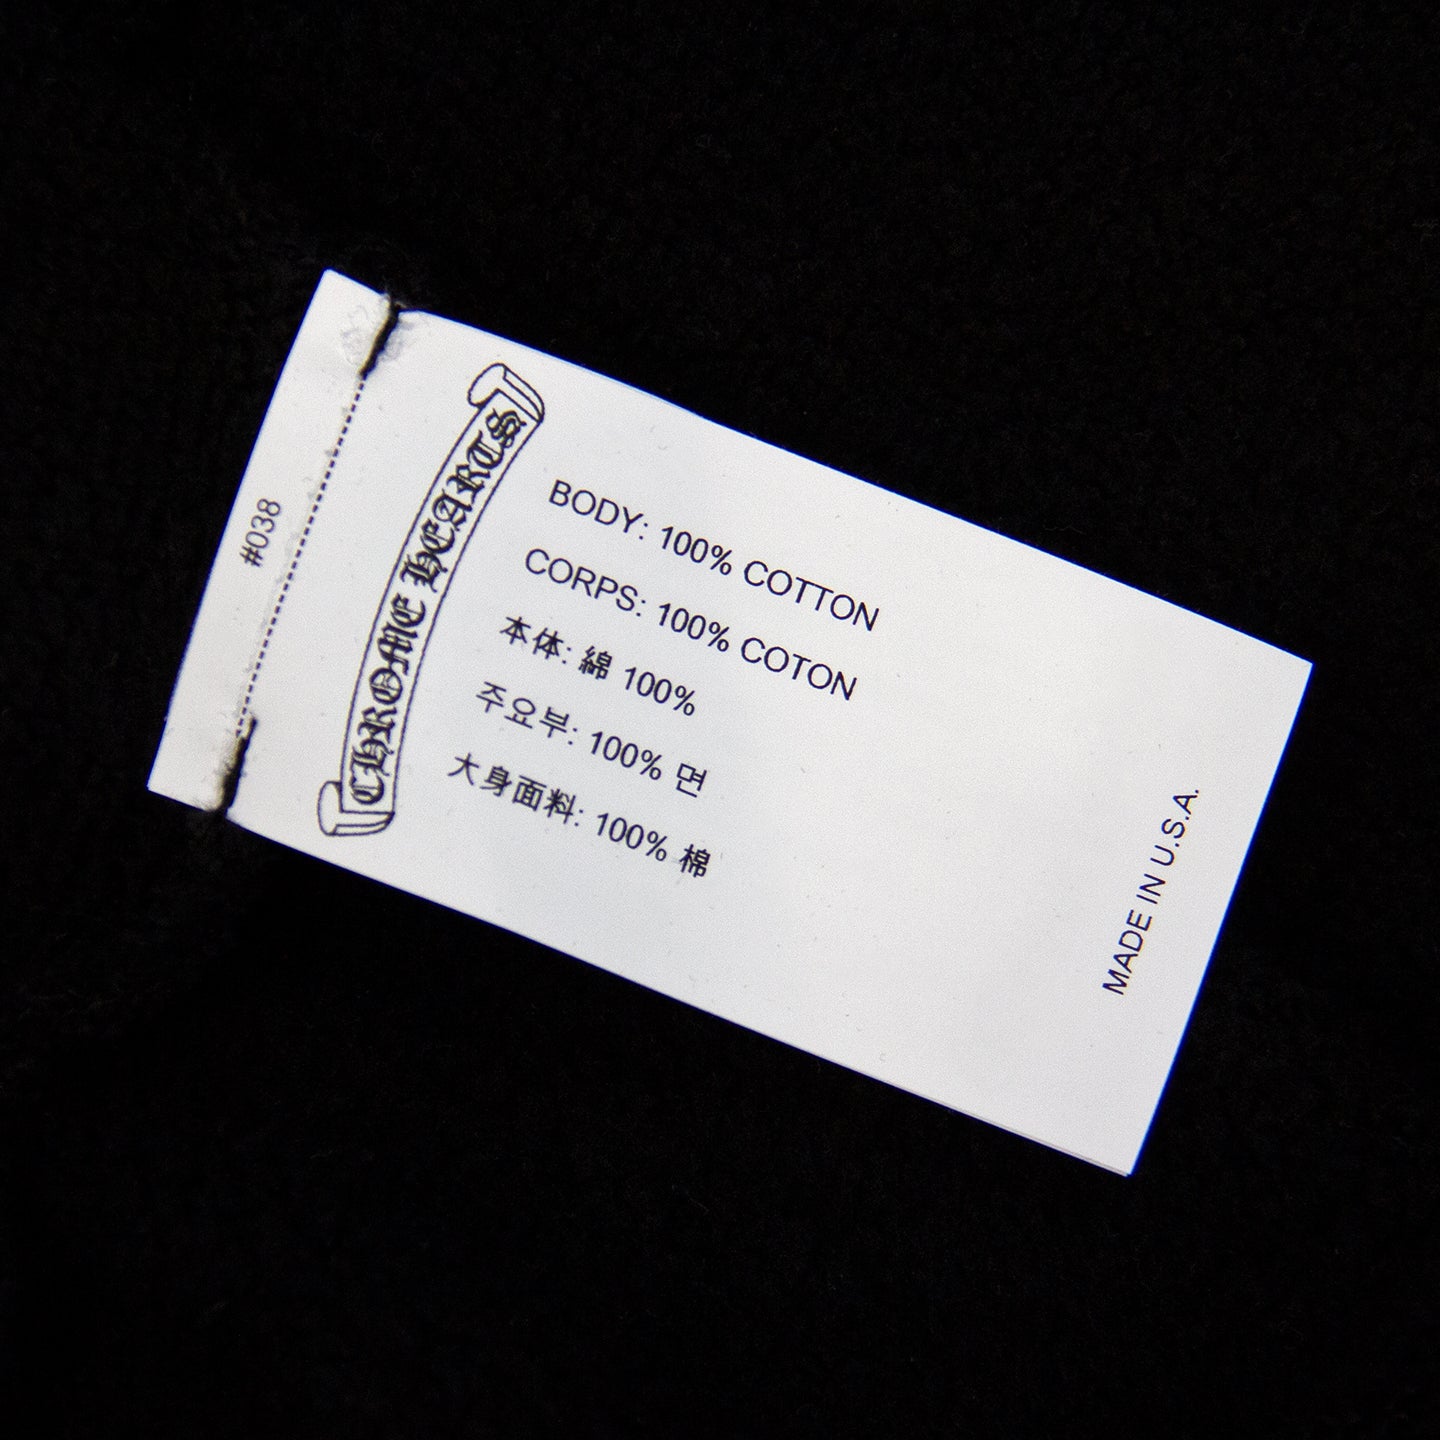 #038
CHROME HEARTS
BODY: 100% COTTON
CORPS: 100% COTON
本体: 綿 100%
주요부: 100% 면
大身面料: 100% 棉
MADE IN U.S.A.